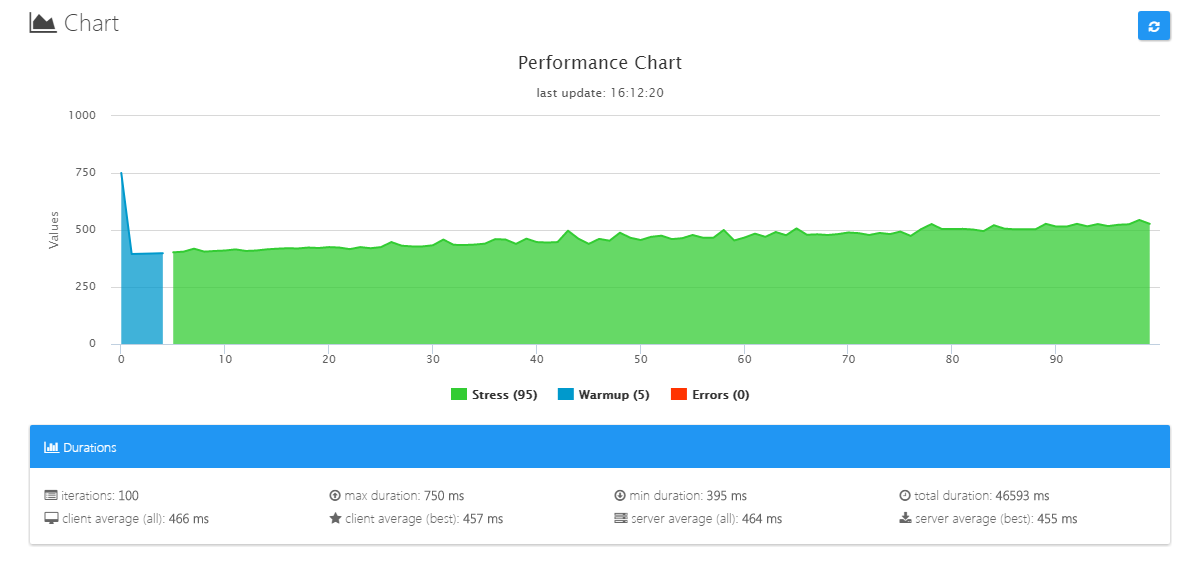 Chart
Performance Chart
last update: 16:12:20
1000
750
500
250
0
Values
0 10 20 30 40 50 60 70 80 90
Stress (95) Warmup (5) Errors (0)
Durations
iterations: 100 max duration: 750 ms min duration: 395 ms total duration: 46593 ms
client average (all): 466 ms client average (best): 457 ms server average (all): 464 ms server average (best): 455 ms